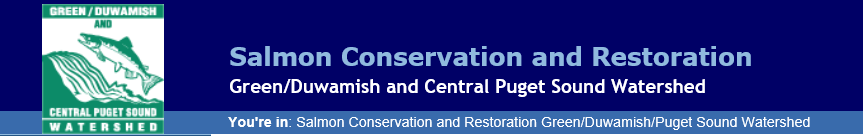 GREEN/DUWAMISH
AND
CENTRAL PUGET SOUND
WATERSHED
Salmon Conservation and Restoration
Green/Duwamish and Central Puget Sound Watershed
You're in: Salmon Conservation and Restoration Green/Duwamish/Puget Sound Watershed